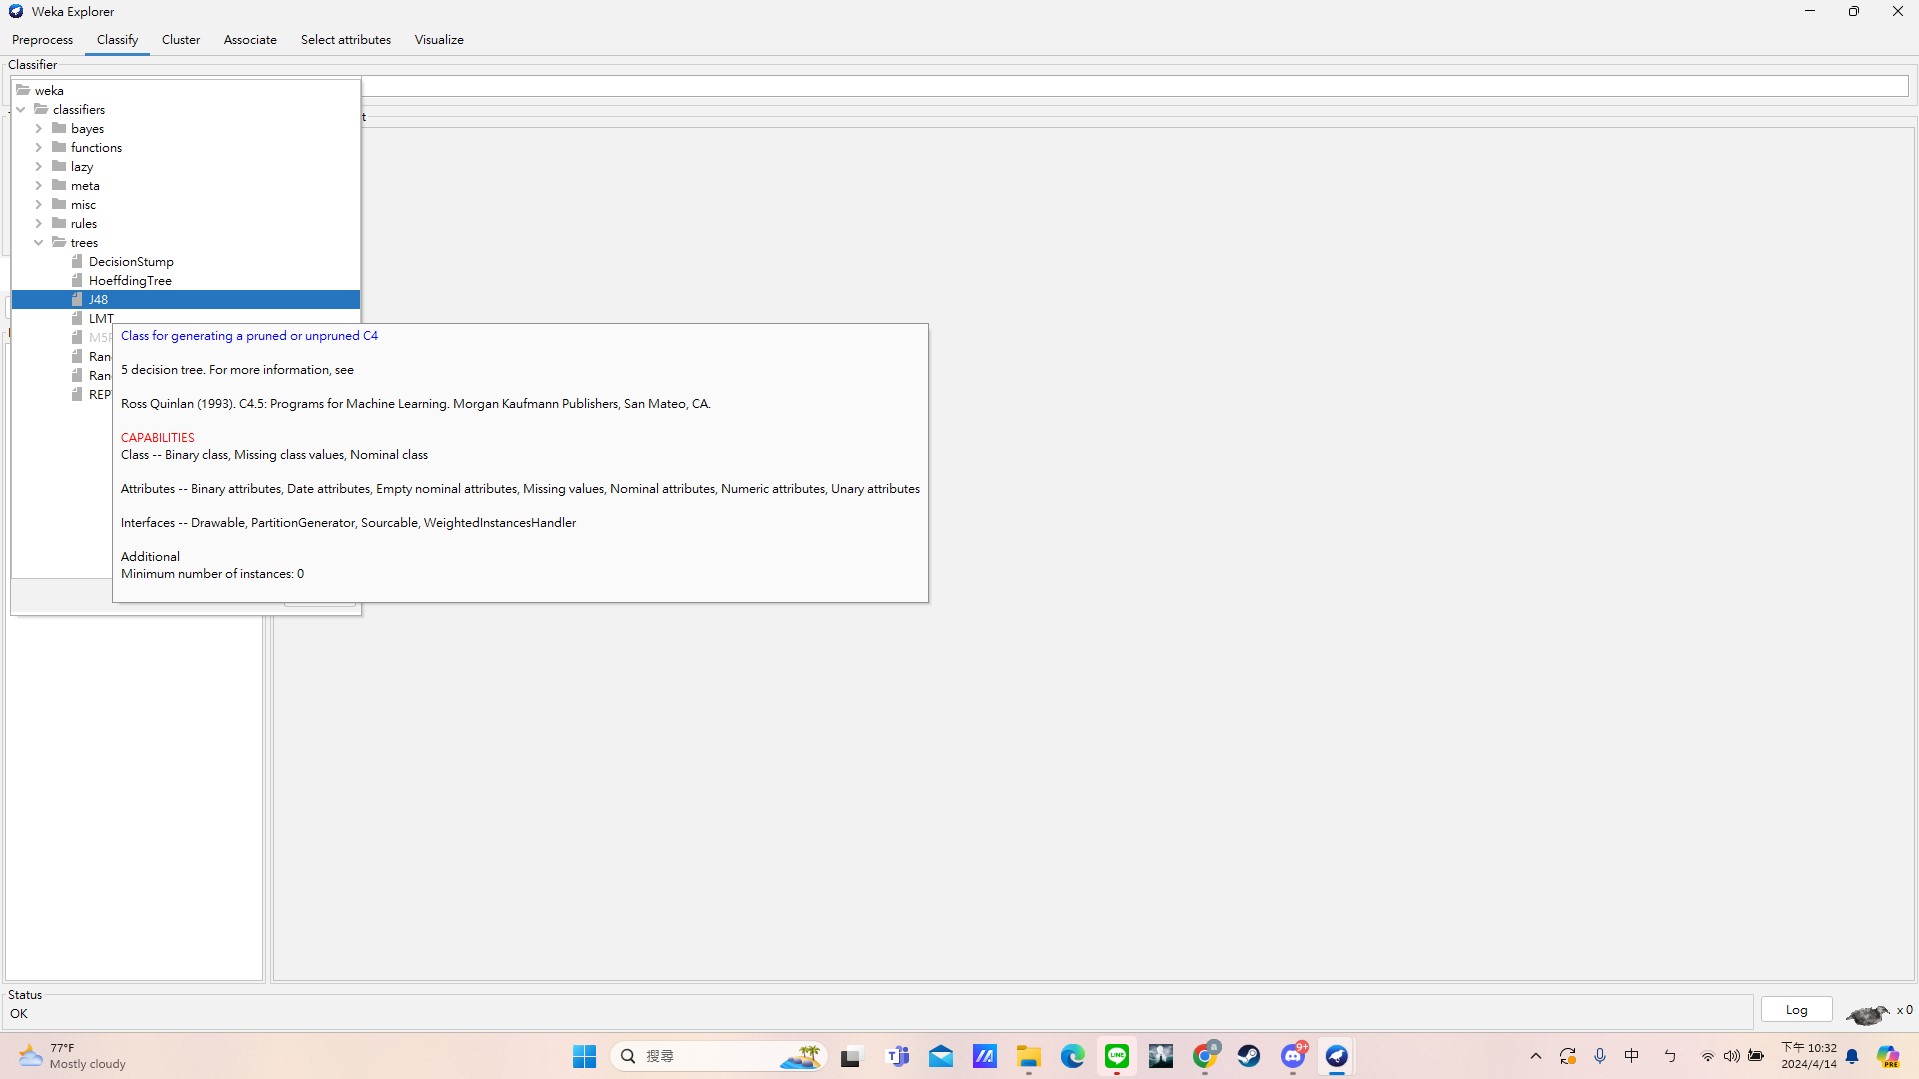 Weka Explorer
Preprocess
Classify
Cluster
Associate
Select attributes
Visualize
Classifier
t
weka
classifiers
bayes
functions
lazy
meta
misc
rules
trees
DecisionStump
HoeffdingTree
J48
LMT
M5P
Ran
Ran
REP
Class for generating a pruned or unpruned C4
5 decision tree. For more information, see
Ross Quinlan (1993). C4.5: Programs for Machine Learning. Morgan Kaufmann Publishers, San Mateo, CA.
CAPABILITIES
Class -- Binary class, Missing class values, Nominal class
Attributes -- Binary attributes, Date attributes, Empty nominal attributes, Missing values, Nominal attributes, Numeric attributes, Unary attributes
Interfaces -- Drawable, PartitionGenerator, Sourcable, WeightedInstancesHandler
Additional
Minimum number of instances: 0
Status
OK
Log
x 0
77°F
Mostly cloudy
搜尋
LINE
9+
中
ㄅ
下午 10:32
2024/4/14
PRE